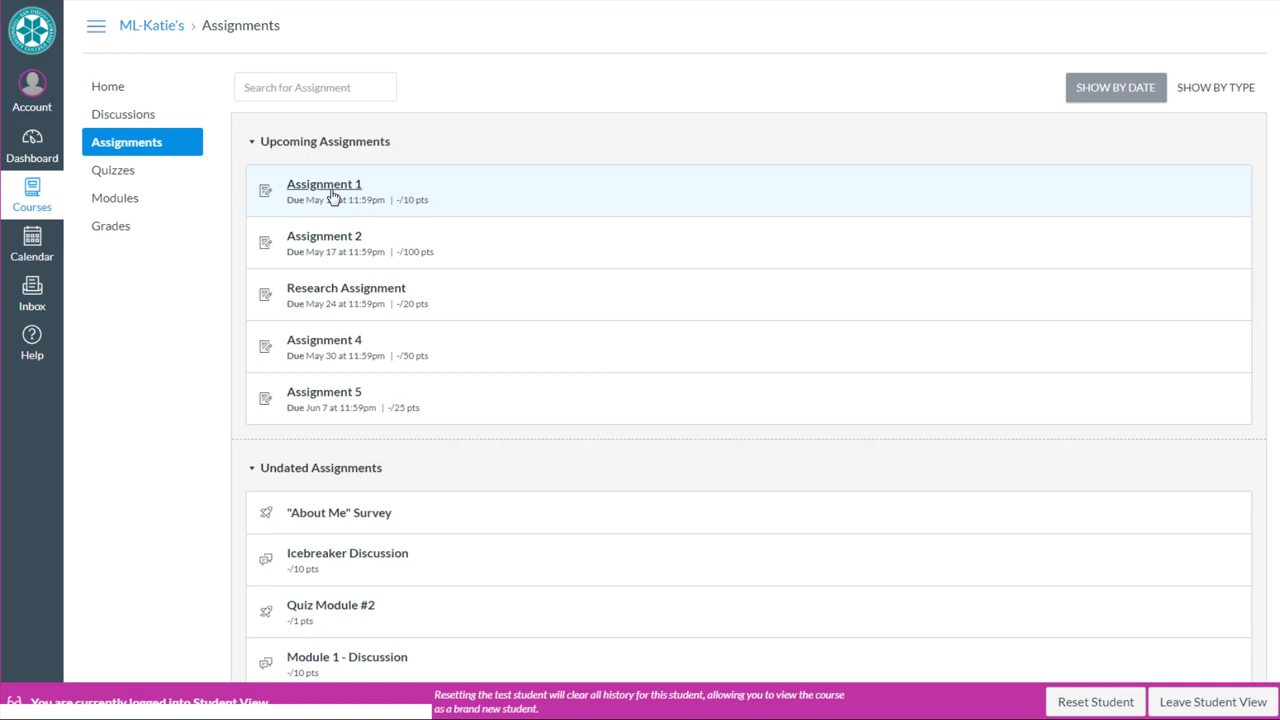 ML-Katie's › Assignments
Account
Dashboard
Courses
Calendar
Inbox
Help
Home
Discussions
Assignments
Quizzes
Modules
Grades
Search for Assignment
SHOW BY DATE
SHOW BY TYPE
Upcoming Assignments
Assignment 1
Due May at 11:59pm | -/10 pts
Assignment 2
Due May 17 at 11:59pm | -/100 pts
Research Assignment
Due May 24 at 11:59pm | -/20 pts
Assignment 4
Due May 30 at 11:59pm | -/50 pts
Assignment 5
Due Jun 7 at 11:59pm | -/25 pts
Undated Assignments
"About Me" Survey
Icebreaker Discussion
-/10 pts
Quiz Module #2
-/1 pts
Module 1 - Discussion
-/10 pts
You are currently logged into Student View
Resetting the test student will clear all history for this student, allowing you to view the course
as a brand new student.
Reset Student
Leave Student View